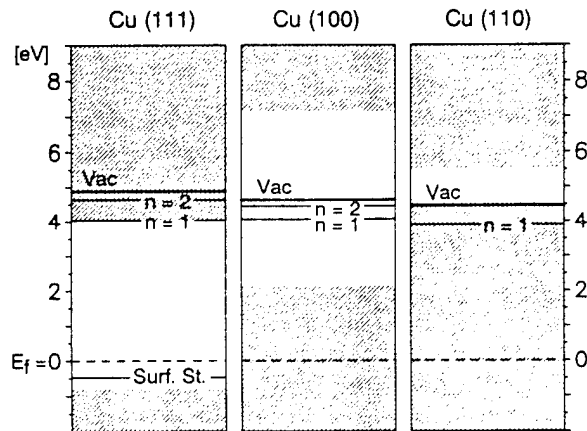 Cu (111) Cu (100) Cu (110)
[eV]
8 8
6 6
Vac Vac Vac
n = 2 n = 2
n = 1 n = 1 n = 1
4 4
2 2
E_f = 0 0
Surf. St.